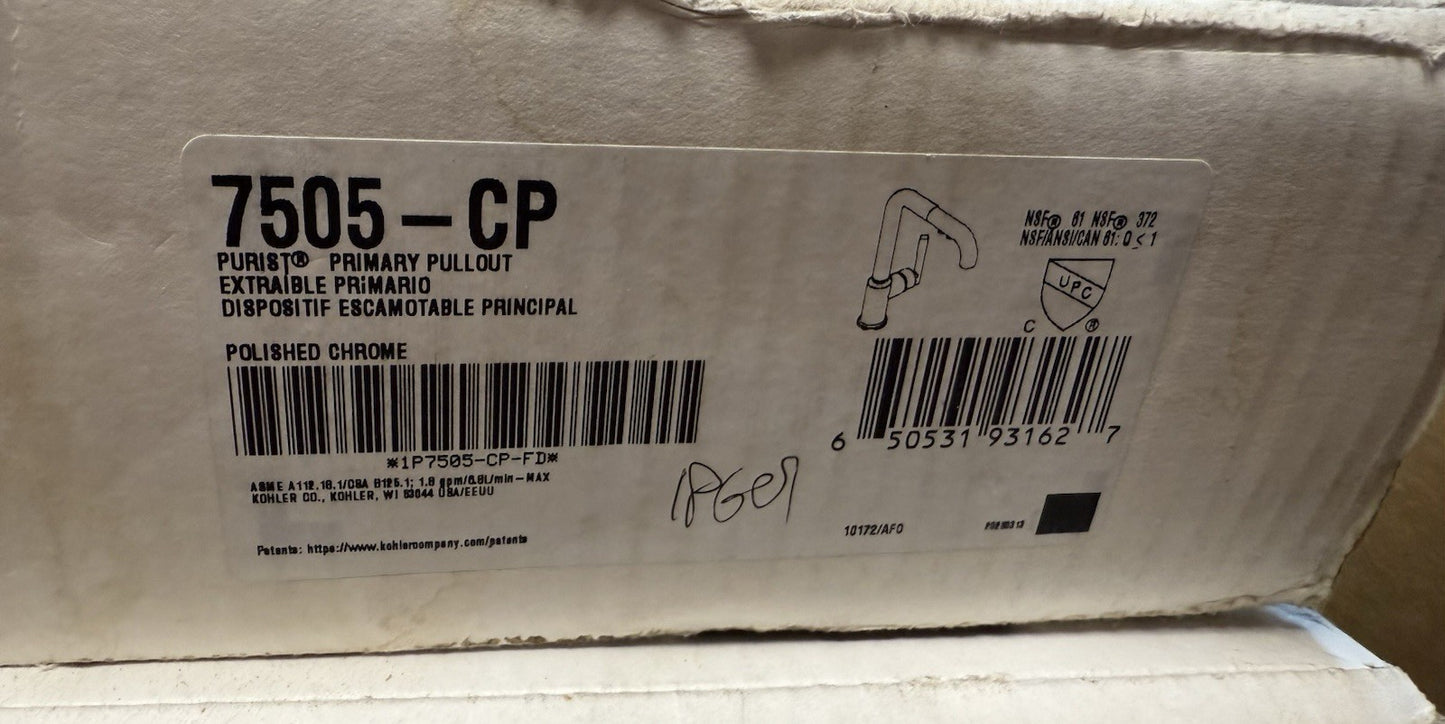 7505-CP
PURIST® PRIMARY PULLOUT
EXTRAÍBLE PRIMARIO
DISPOSITIF ESCAMOTABLE PRINCIPAL
POLISHED CHROME
*1P7505-CP-FD*
ASME A112.18.1/CSA B125.1; 1.8 gpm/6.8L/min-MAX
KOHLER CO., KOHLER, WI 53044 USA/EEUU
Patents: https://www.kohlercompany.com/patents
NSF® 61 NSF® 372
NSF/ANSI/CAN 61: Q ≤ 1
UPC
C ®
6 50531 93162 7
10172/AFO